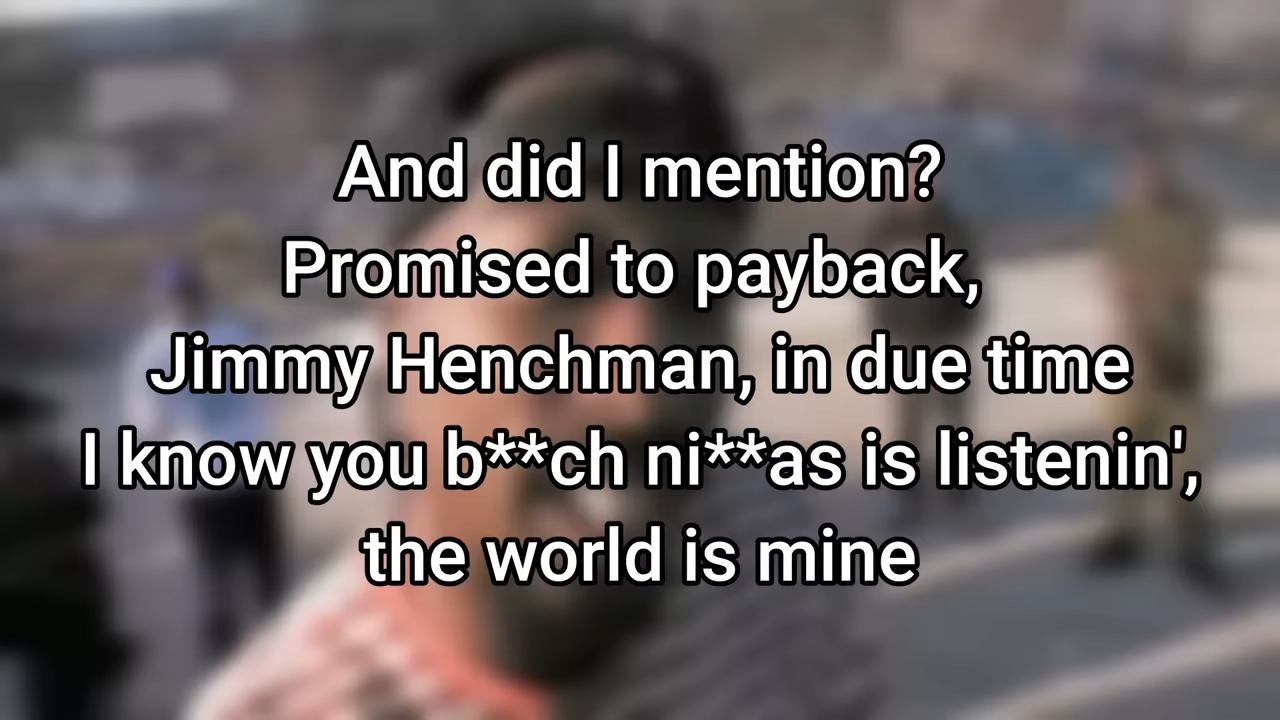 And did I mention?
Promised to payback,
Jimmy Henchman, in due time
I know you b**ch ni**as is listenin',
the world is mine